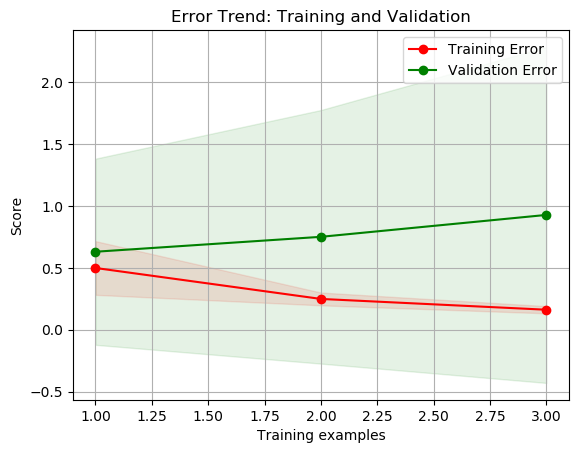 Error Trend: Training and Validation
Training Error
Validation Error
2.0
1.5
1.0
0.5
0.0
−0.5
Score
1.00 1.25 1.50 1.75 2.00 2.25 2.50 2.75 3.00
Training examples